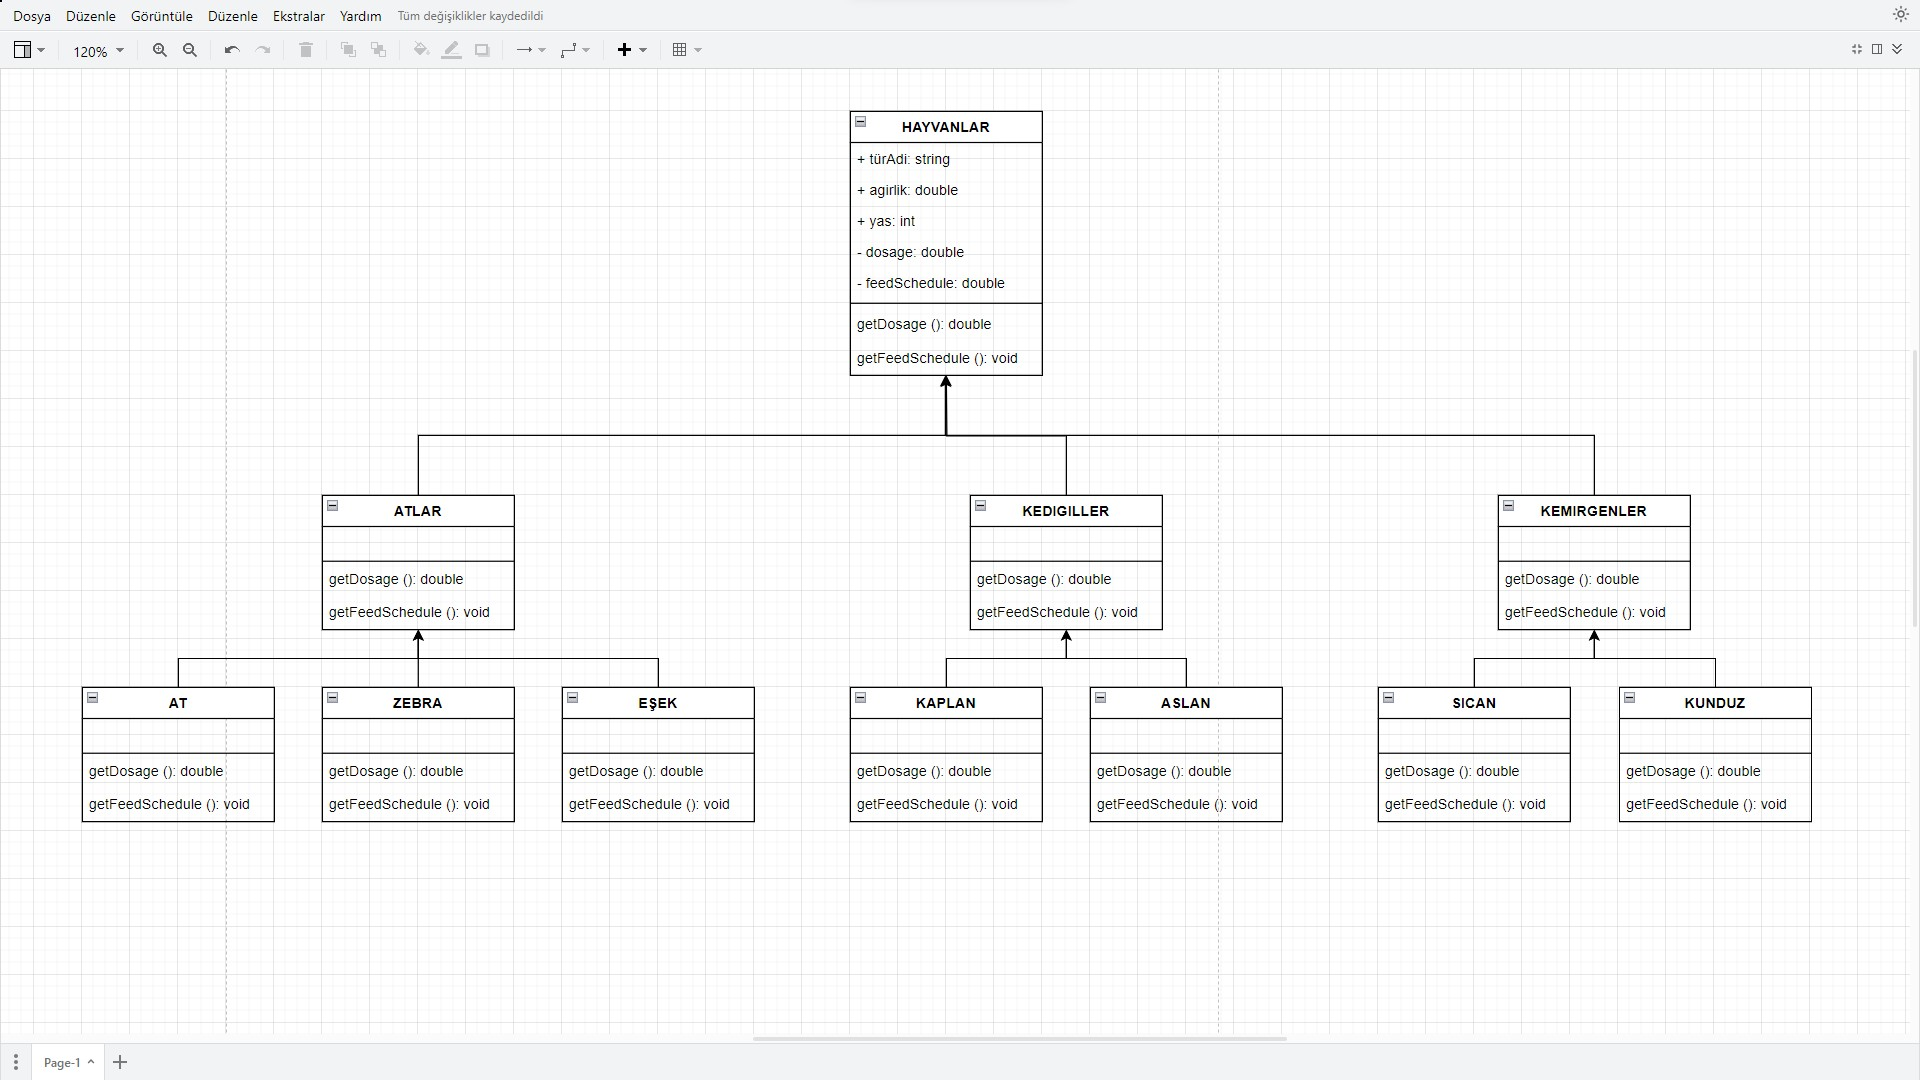 Dosya Düzenle Görüntüle Düzenle Ekstralar Yardım Tüm değişiklikler kaydedildi
120%
HAYVANLAR
+ türAdi: string
+ agirlik: double
+ yas: int
- dosage: double
- feedSchedule: double
getDosage (): double
getFeedSchedule (): void
ATLAR
getDosage (): double
getFeedSchedule (): void
KEDIGILLER
getDosage (): double
getFeedSchedule (): void
KEMIRGENLER
getDosage (): double
getFeedSchedule (): void
AT
getDosage (): double
getFeedSchedule (): void
ZEBRA
getDosage (): double
getFeedSchedule (): void
EŞEK
getDosage (): double
getFeedSchedule (): void
KAPLAN
getDosage (): double
getFeedSchedule (): void
ASLAN
getDosage (): double
getFeedSchedule (): void
SICAN
getDosage (): double
getFeedSchedule (): void
KUNDUZ
getDosage (): double
getFeedSchedule (): void
Page-1